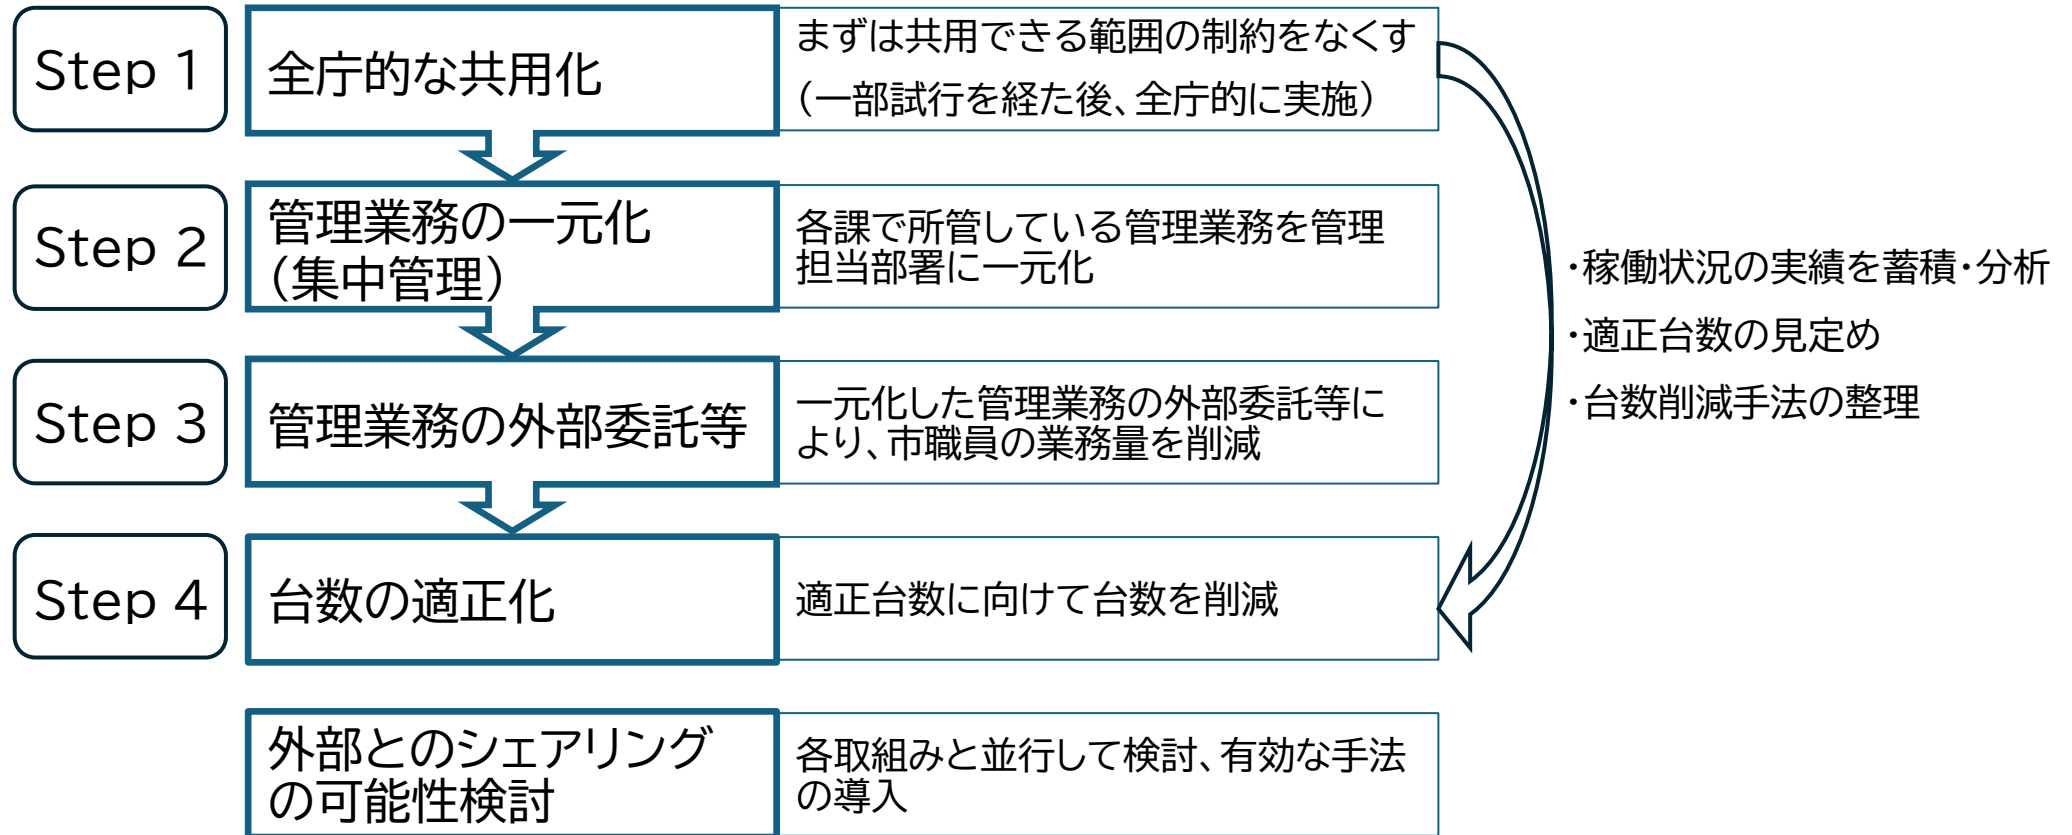 Step 1
全庁的な共用化
まずは共用できる範囲の制約をなくす
（一部試行を経た後、全庁的に実施）
Step 2
管理業務の一元化
（集中管理）
各課で所管している管理業務を管理
担当部署に一元化
Step 3
管理業務の外部委託等
一元化した管理業務の外部委託等に
より、市職員の業務量を削減
Step 4
台数の適正化
適正台数に向けて台数を削減
外部とのシェアリング
の可能性検討
各取組みと並行して検討、有効な手法
の導入
・稼働状況の実績を蓄積・分析
・適正台数の見定め
・台数削減手法の整理